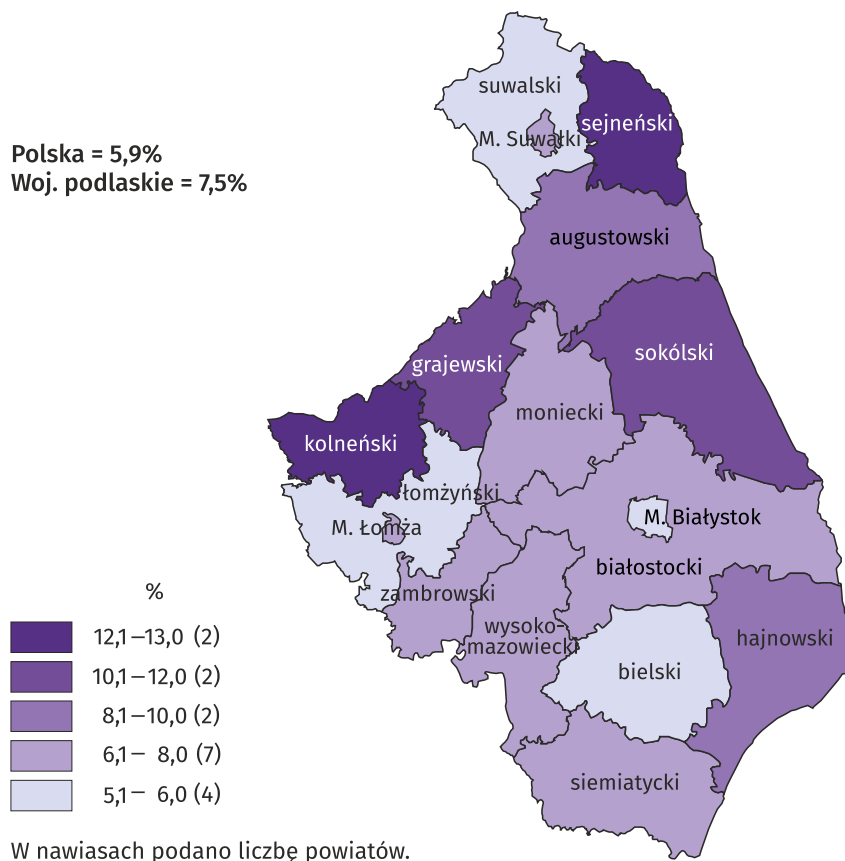 suwalski
M. Suwałki
sejneński
Polska = 5,9%
Woj. podlaskie = 7,5%
augustowski
grajewski
sokólski
moniecki
kolneński
łomżyński
M. Łomża
M. Białystok
białostocki
zambrowski
wysoko-
mazowiecki
hajnowski
bielski
siemiatycki
%
12,1–13,0 (2)
10,1–12,0 (2)
8,1–10,0 (2)
6,1– 8,0 (7)
5,1– 6,0 (4)
W nawiasach podano liczbę powiatów.